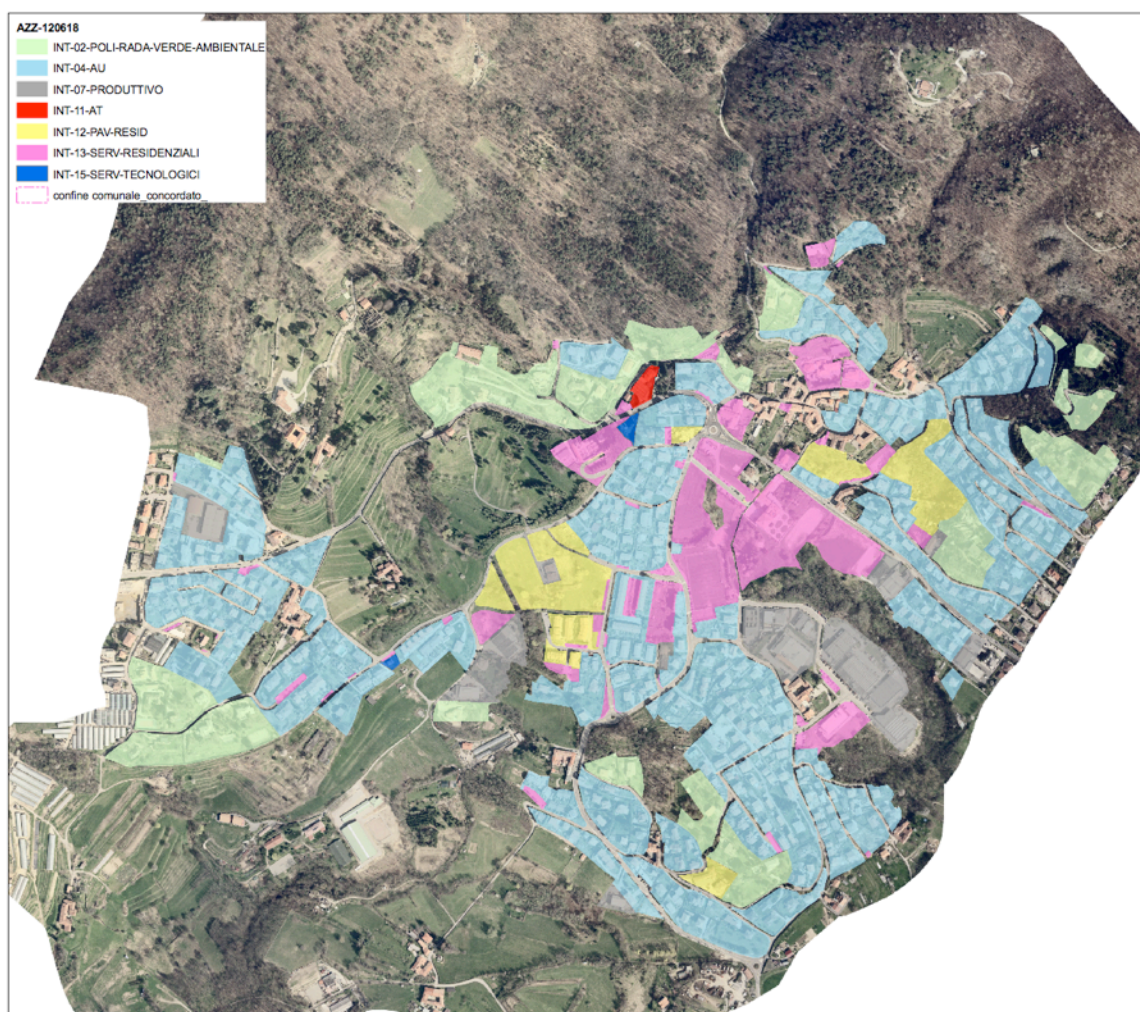 AZZ-120618
INT-02-POLI-RADA-VERDE-AMBIENTALE
INT-04-AU
INT-07-PRODUTTIVO
INT-11-AT
INT-12-PAV-RESID
INT-13-SERV-RESIDENZIALI
INT-15-SERV-TECNOLOGICI
confine comunale_concordato_